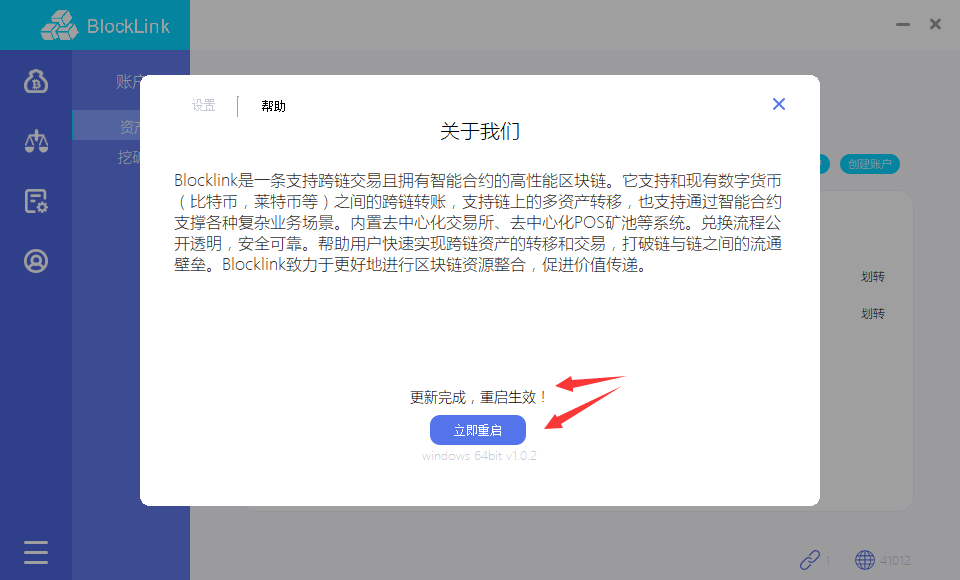 BlockLink
账户
资产
挖矿
创建账户
设置
帮助
关于我们
Blocklink是一条支持跨链交易且拥有智能合约的高性能区块链。它支持和现有数字货币
（比特币，莱特币等）之间的跨链转账，支持链上的多资产转移，也支持通过智能合约
支撑各种复杂业务场景。内置去中心化交易所、去中心化POS矿池等系统。兑换流程公
开透明，安全可靠。帮助用户快速实现跨链资产的转移和交易，打破链与链之间的流通
壁垒。Blocklink致力于更好地进行区块链资源整合，促进价值传递。
划转
划转
更新完成，重启生效！
立即重启
windows 64bit v1.0.2
1
41012